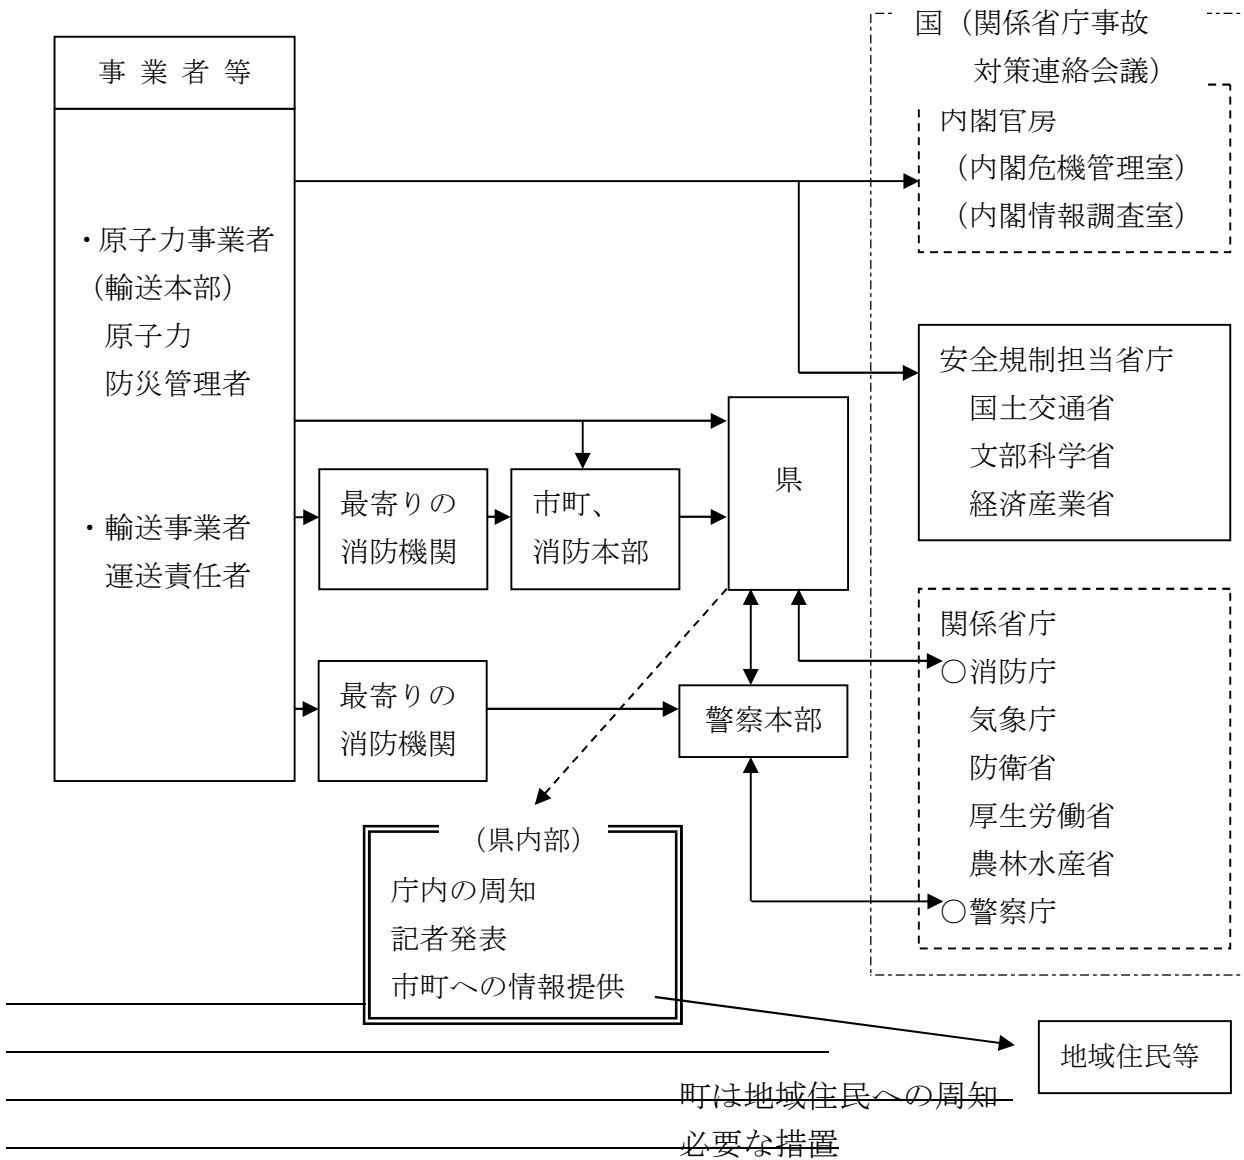 事業者等
・原子力事業者
（輸送本部）
原子力
防災管理者
・輸送事業者
運送責任者
最寄りの
消防機関
市町、
消防本部
県
最寄りの
消防機関
警察本部
国（関係省庁事故
対策連絡会議）
内閣官房
（内閣危機管理室）
（内閣情報調査室）
安全規制担当省庁
国土交通省
文部科学省
経済産業省
関係省庁
○消防庁
気象庁
防衛省
厚生労働省
農林水産省
○警察庁
（県内部）
庁内の周知
記者発表
市町への情報提供
地域住民等
町は地域住民への周知
必要な措置